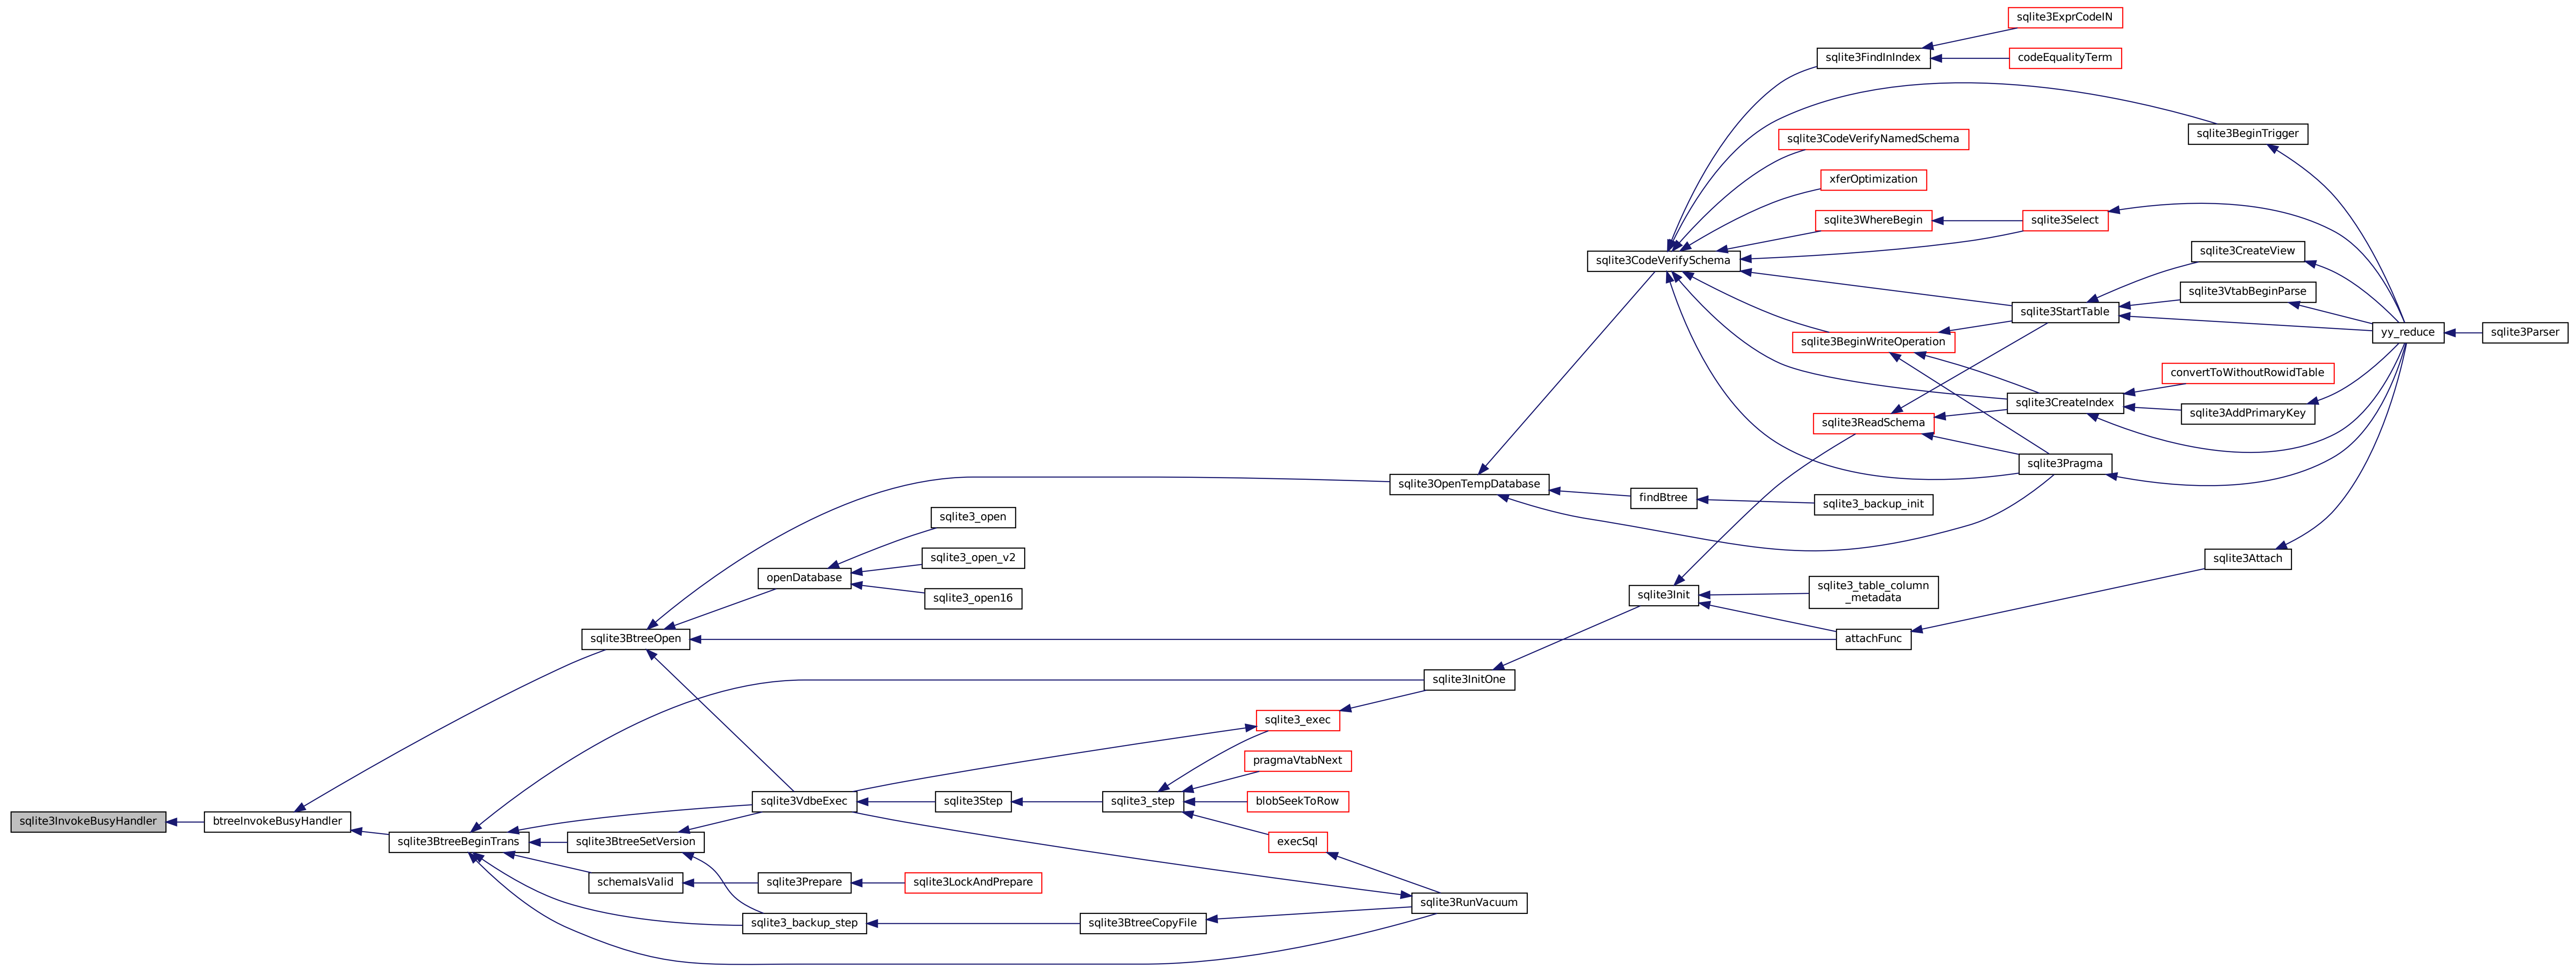 sqlite3ExprCodeIN
sqlite3FindInIndex
codeEqualityTerm
sqlite3BeginTrigger
sqlite3CodeVerifyNamedSchema
xferOptimization
sqlite3WhereBegin
sqlite3Select
sqlite3CreateView
sqlite3CodeVerifySchema
sqlite3VtabBeginParse
sqlite3StartTable
yy_reduce
sqlite3Parser
sqlite3BeginWriteOperation
convertToWithoutRowidTable
sqlite3CreateIndex
sqlite3AddPrimaryKey
sqlite3ReadSchema
sqlite3Pragma
sqlite3OpenTempDatabase
findBtree
sqlite3_backup_init
sqlite3_open
sqlite3_open_v2
sqlite3Attach
openDatabase
sqlite3_open16
sqlite3Init
sqlite3_table_column
_metadata
sqlite3BtreeOpen
attachFunc
sqlite3InitOne
sqlite3_exec
pragmaVtabNext
sqlite3VdbeExec
sqlite3Step
sqlite3_step
blobSeekToRow
sqlite3InvokeBusyHandler
btreeInvokeBusyHandler
sqlite3BtreeBeginTrans
sqlite3BtreeSetVersion
execSql
schemaIsValid
sqlite3Prepare
sqlite3LockAndPrepare
sqlite3RunVacuum
sqlite3_backup_step
sqlite3BtreeCopyFile